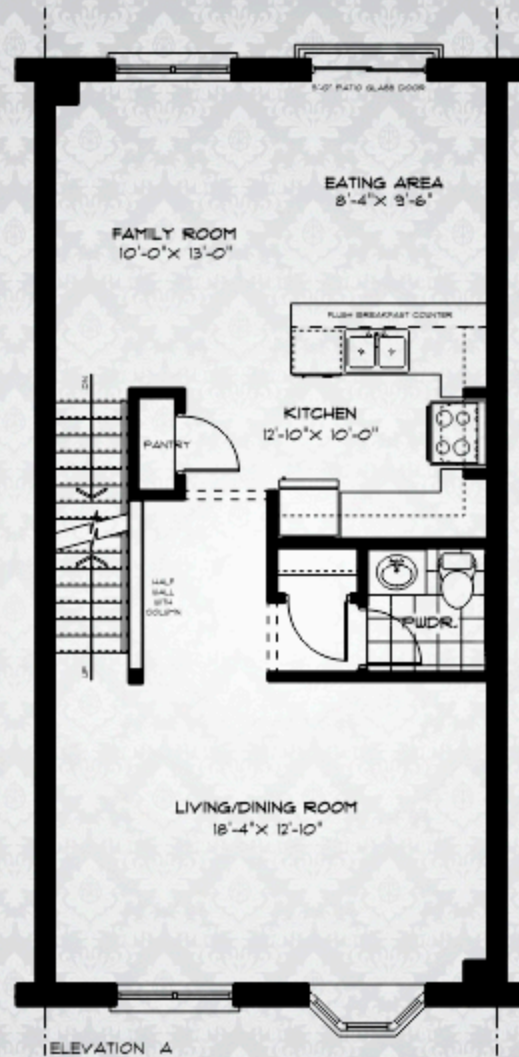 5'-0" PATIO GLASS DOOR
EATING AREA
8'-4" X 9'-6"
FAMILY ROOM
10'-0" X 13'-0"
FLUSH BREAKFAST COUNTER
DN
KITCHEN
12'-10" X 10'-0"
PANTRY
HALF
WALL
WITH
COLUMN
PWDR.
UP
LIVING/DINING ROOM
18'-4" X 12'-10"
ELEVATION A